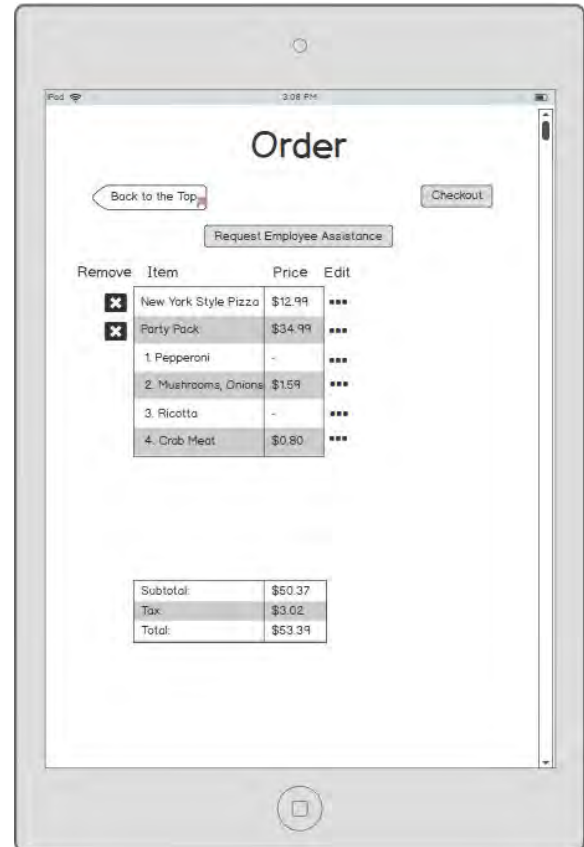 iPad 3:08 PM
Order
Back to the Top Checkout
Request Employee Assistance
Remove Item Price Edit
New York Style Pizza $12.99
Party Pack $34.99
1. Pepperoni -
2. Mushrooms, Onions $1.59
3. Ricotta -
4. Crab Meat $0.80
Subtotal: $50.37
Tax: $3.02
Total: $53.39